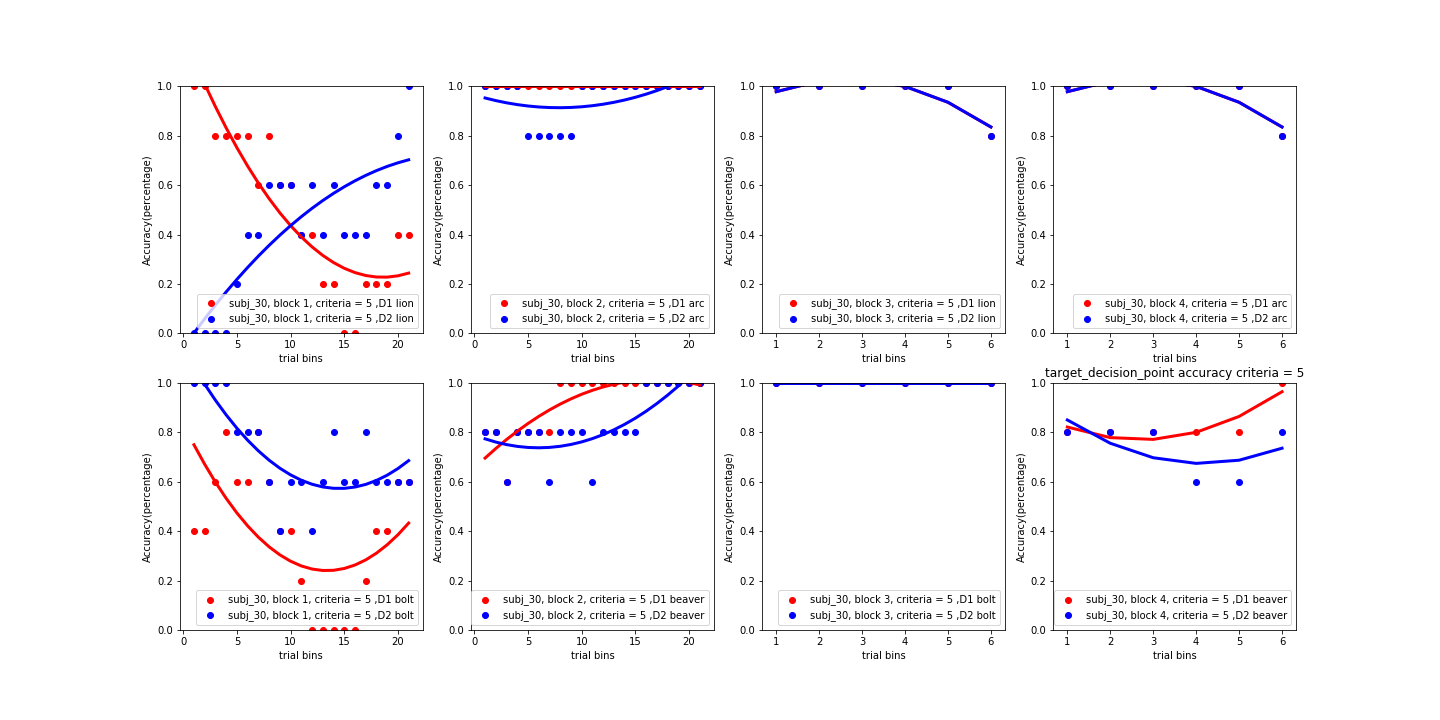 Accuracy(percentage)
1.0
0.8
0.6
0.4
0.2
0.0
subj_30, block 1, criteria = 5 ,D1 lion
subj_30, block 1, criteria = 5 ,D2 lion
0 5 10 15 20
trial bins
Accuracy(percentage)
1.0
0.8
0.6
0.4
0.2
0.0
subj_30, block 2, criteria = 5 ,D1 arc
subj_30, block 2, criteria = 5 ,D2 arc
0 5 10 15 20
trial bins
Accuracy(percentage)
1.0
0.8
0.6
0.4
0.2
0.0
subj_30, block 3, criteria = 5 ,D1 lion
subj_30, block 3, criteria = 5 ,D2 lion
1 2 3 4 5 6
trial bins
Accuracy(percentage)
1.0
0.8
0.6
0.4
0.2
0.0
subj_30, block 4, criteria = 5 ,D1 arc
subj_30, block 4, criteria = 5 ,D2 arc
1 2 3 4 5 6
trial bins
Accuracy(percentage)
1.0
0.8
0.6
0.4
0.2
0.0
subj_30, block 1, criteria = 5 ,D1 bolt
subj_30, block 1, criteria = 5 ,D2 bolt
0 5 10 15 20
trial bins
Accuracy(percentage)
1.0
0.8
0.6
0.4
0.2
0.0
subj_30, block 2, criteria = 5 ,D1 beaver
subj_30, block 2, criteria = 5 ,D2 beaver
0 5 10 15 20
trial bins
Accuracy(percentage)
1.0
0.8
0.6
0.4
0.2
0.0
subj_30, block 3, criteria = 5 ,D1 bolt
subj_30, block 3, criteria = 5 ,D2 bolt
1 2 3 4 5 6
trial bins
target_decision_point accuracy criteria = 5
Accuracy(percentage)
1.0
0.8
0.6
0.4
0.2
0.0
subj_30, block 4, criteria = 5 ,D1 beaver
subj_30, block 4, criteria = 5 ,D2 beaver
1 2 3 4 5 6
trial bins